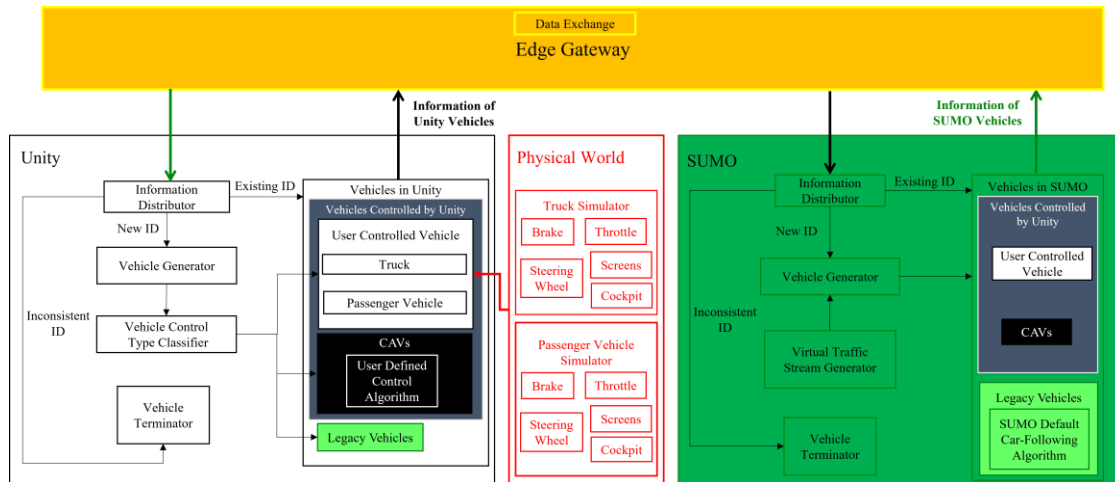 Data Exchange
Edge Gateway
Information of
Unity Vehicles
Information of
SUMO Vehicles
Unity
Information
Distributor
Existing ID
New ID
Vehicle Generator
Inconsistent
ID
Vehicle Control
Type Classifier
Vehicle
Terminator
Vehicles in Unity
Vehicles Controlled by Unity
User Controlled Vehicle
Truck
Passenger Vehicle
CAVs
User Defined
Control
Algorithm
Legacy Vehicles
Physical World
Truck Simulator
Brake
Throttle
Steering
Wheel
Screens
Cockpit
Passenger Vehicle
Simulator
Brake
Throttle
Steering
Wheel
Screens
Cockpit
SUMO
Information
Distributor
Existing ID
New ID
Vehicle Generator
Inconsistent
ID
Virtual Traffic
Stream Generator
Vehicle
Terminator
Vehicles in SUMO
Vehicles Controlled
by Unity
User Controlled
Vehicle
CAVs
Legacy Vehicles
SUMO Default
Car-Following
Algorithm